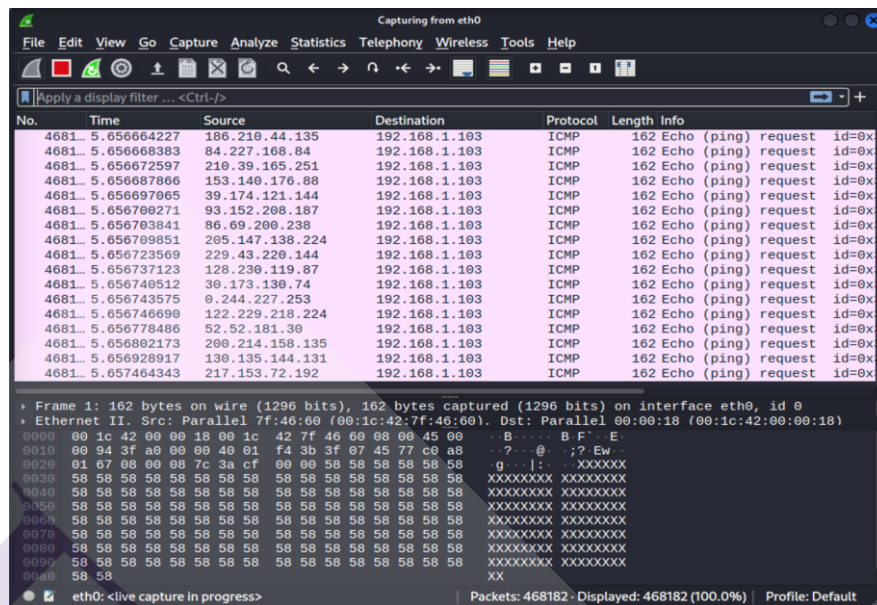 Capturing from eth0
File Edit View Go Capture Analyze Statistics Telephony Wireless Tools Help
Apply a display filter ... <Ctrl-/>
No. Time Source Destination Protocol Length Info
4681… 5.656664227 186.210.44.135 192.168.1.103 ICMP 162 Echo (ping) request id=0x
4681… 5.656668383 84.227.168.84 192.168.1.103 ICMP 162 Echo (ping) request id=0x
4681… 5.656672597 210.39.165.251 192.168.1.103 ICMP 162 Echo (ping) request id=0x
4681… 5.656687866 153.140.176.88 192.168.1.103 ICMP 162 Echo (ping) request id=0x
4681… 5.656697065 39.174.121.144 192.168.1.103 ICMP 162 Echo (ping) request id=0x
4681… 5.656700271 93.152.208.187 192.168.1.103 ICMP 162 Echo (ping) request id=0x
4681… 5.656703841 86.69.200.238 192.168.1.103 ICMP 162 Echo (ping) request id=0x
4681… 5.656709851 205.147.138.224 192.168.1.103 ICMP 162 Echo (ping) request id=0x
4681… 5.656723569 229.43.220.144 192.168.1.103 ICMP 162 Echo (ping) request id=0x
4681… 5.656737123 128.230.119.87 192.168.1.103 ICMP 162 Echo (ping) request id=0x
4681… 5.656740512 30.173.130.74 192.168.1.103 ICMP 162 Echo (ping) request id=0x
4681… 5.656743575 0.244.227.253 192.168.1.103 ICMP 162 Echo (ping) request id=0x
4681… 5.656746690 122.229.218.224 192.168.1.103 ICMP 162 Echo (ping) request id=0x
4681… 5.656778486 52.52.181.30 192.168.1.103 ICMP 162 Echo (ping) request id=0x
4681… 5.656802173 200.214.158.135 192.168.1.103 ICMP 162 Echo (ping) request id=0x
4681… 5.656928917 130.135.144.131 192.168.1.103 ICMP 162 Echo (ping) request id=0x
4681… 5.657464343 217.153.72.192 192.168.1.103 ICMP 162 Echo (ping) request id=0x
Frame 1: 162 bytes on wire (1296 bits), 162 bytes captured (1296 bits) on interface eth0, id 0
Ethernet II, Src: Parallel 7f:46:60 (00:1c:42:7f:46:60), Dst: Parallel 00:00:18 (00:1c:42:00:00:18)
0000 00 1c 42 00 00 18 00 1c 42 7f 46 60 08 00 45 00 ··B····· B·F`··E·
0010 00 94 3f a0 00 00 40 01 f4 3b 3f 07 45 77 c0 a8 ··?···@· ·;?·Ew··
0020 01 67 08 00 08 7c 3a cf 00 00 58 58 58 58 58 58 ·g···|:· ··XXXXXX
0030 58 58 58 58 58 58 58 58 58 58 58 58 58 58 58 58 XXXXXXXX XXXXXXXX
0040 58 58 58 58 58 58 58 58 58 58 58 58 58 58 58 58 XXXXXXXX XXXXXXXX
0050 58 58 58 58 58 58 58 58 58 58 58 58 58 58 58 58 XXXXXXXX XXXXXXXX
0060 58 58 58 58 58 58 58 58 58 58 58 58 58 58 58 58 XXXXXXXX XXXXXXXX
0070 58 58 58 58 58 58 58 58 58 58 58 58 58 58 58 58 XXXXXXXX XXXXXXXX
0080 58 58 58 58 58 58 58 58 58 58 58 58 58 58 58 58 XXXXXXXX XXXXXXXX
0090 58 58 58 58 58 58 58 58 58 58 58 58 58 58 58 58 XXXXXXXX XXXXXXXX
00a0 58 58 XX
eth0: <live capture in progress> Packets: 468182 · Displayed: 468182 (100.0%) Profile: Default